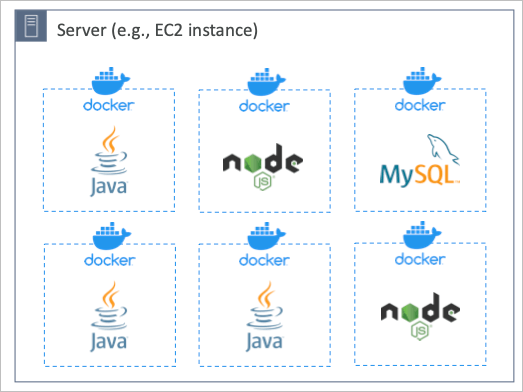 Server (e.g., EC2 instance)
docker docker docker
Java node JS MySQL
docker docker docker
Java Java node JS